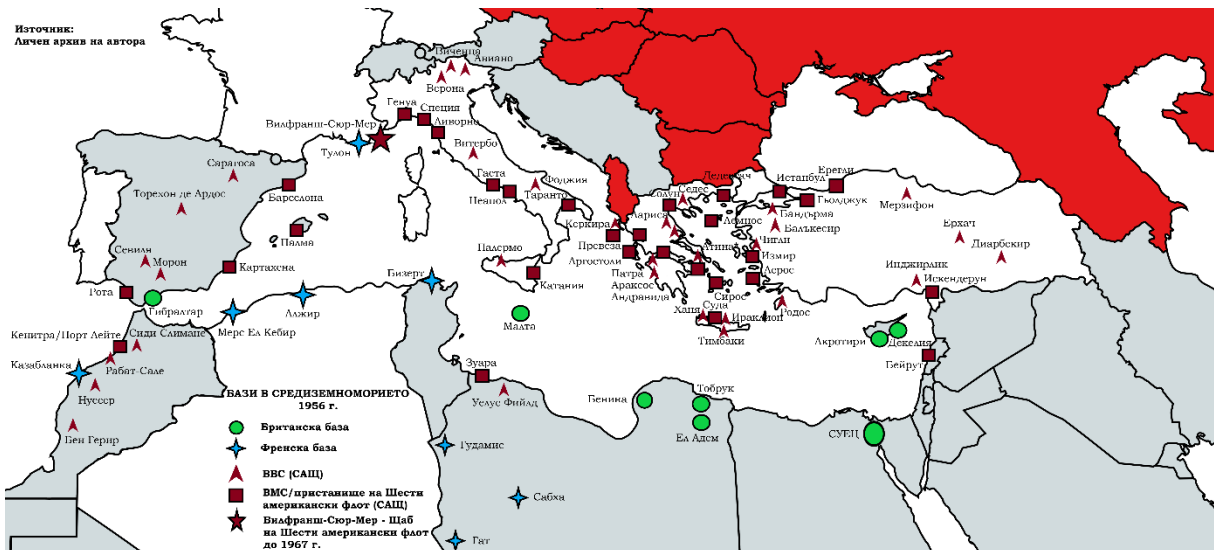 Източник:
Личен архив на автора
Виченца
Авиано
Верона
Генуа
Специя
Ливорно
Вилфранш-Сюр-Мер
Тулон
Витербо
Сарагоса
Торехон де Ардос
Барселона
Гаета
Неапол
Фоджия
Таранто
Палма
Севиля
Морон
Картахена
Рота
Гибралтар
Палермо
Катания
Малта
Бизерт
Алжир
Мерс Ел Кебир
Солун
Седес
Дедеагач
Истанбул
Ерегли
Гьолджук
Мерзифон
Лариса
Лемнос
Бандърма
Балъкесир
Ерхач
Диарбекир
Керкира
Превеза
Аргостоли
Атина
Чигли
Измир
Лерос
Инджирлик
Искендерун
Патра
Араксос
Андравида
Сирос
Родос
Ханя
Суда
Ираклион
Тимбаки
Акротири
Декелия
Бейрут
Кенитра/Порт Лейте
Сиди Слимане
Казабланка
Рабат-Сале
Нусеер
Бен Герир
Зуара
Уелус Фийлд
Бенина
Тобрук
Ел Адем
СУЕЦ
Гудамис
Сабха
Гат
БАЗИ В СРЕДИЗЕМНОМОРИЕТО
1956 г.
Британска база
Френска база
ВВС (САЩ)
ВМС/пристанище на Шести
американски флот (САЩ)
Вилфранш-Сюр-Мер - Щаб
на Шести американски флот
до 1967 г.